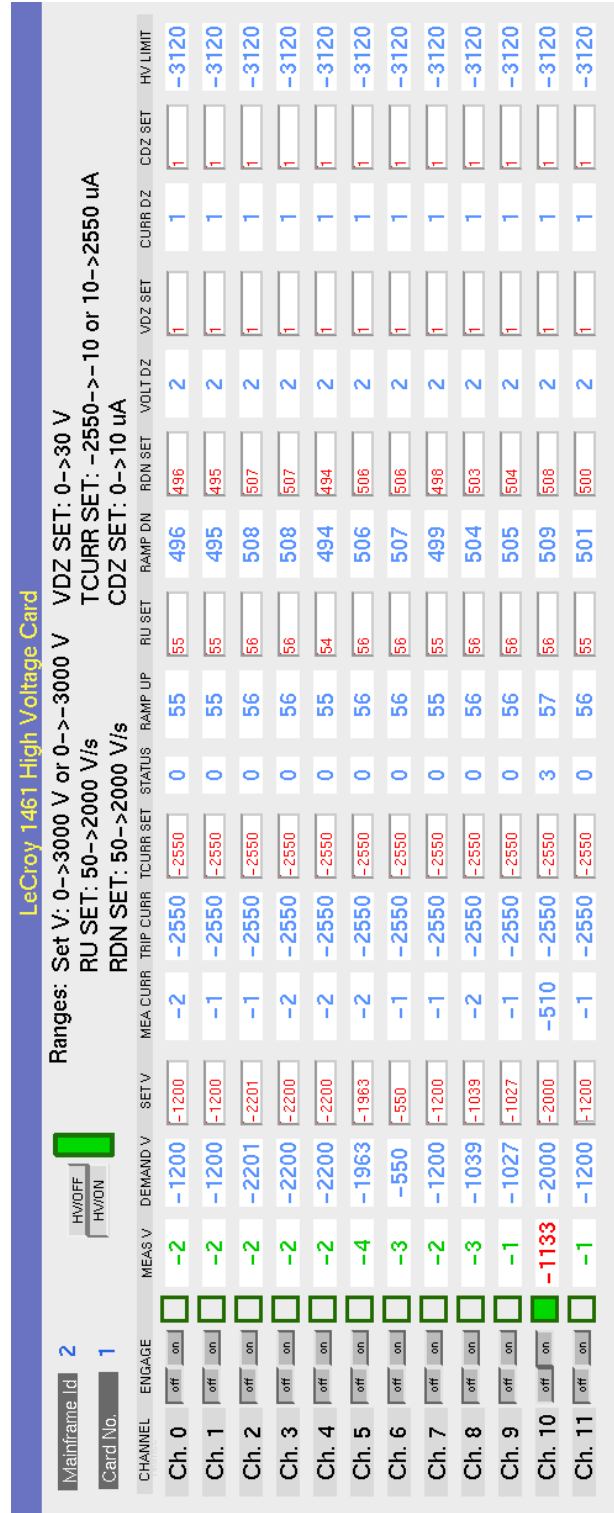 LeCroy 1461 High Voltage Card
Mainframe Id 2 HV/OFF Ranges: Set V: 0->3000 V or 0->-3000 V VDZ SET: 0->30 V
Card No. 1 HV/ON RU SET: 50->2000 V/s TCURR SET: -2550->-10 or 10->2550 uA
RDN SET: 50->2000 V/s CDZ SET: 0->10 uA
CHANNEL ENGAGE MEAS V DEMAND V SET V MEA CURR TRIP CURR TCURR SET STATUS RAMP UP RU SET RAMP DN RDN SET VOLT DZ VDZ SET CURR DZ CDZ SET HV LIMIT
Ch. 0 off on -2 -1200 -1200 -2 -2550 -2550 0 55 55 496 496 2 1 1 1 -3120
Ch. 1 off on -2 -1200 -1200 -1 -2550 -2550 0 55 55 495 495 2 1 1 1 -3120
Ch. 2 off on -2 -2201 -2201 -1 -2550 -2550 0 56 56 508 507 2 1 1 1 -3120
Ch. 3 off on -2 -2200 -2200 -2 -2550 -2550 0 56 56 508 507 2 1 1 1 -3120
Ch. 4 off on -2 -2200 -2200 -2 -2550 -2550 0 55 54 494 494 2 1 1 1 -3120
Ch. 5 off on -4 -1963 -1963 -2 -2550 -2550 0 56 56 506 506 2 1 1 1 -3120
Ch. 6 off on -3 -550 -550 -1 -2550 -2550 0 56 56 507 506 2 1 1 1 -3120
Ch. 7 off on -2 -1200 -1200 -1 -2550 -2550 0 55 55 499 498 2 1 1 1 -3120
Ch. 8 off on -3 -1039 -1039 -2 -2550 -2550 0 56 56 504 503 2 1 1 1 -3120
Ch. 9 off on -1 -1027 -1027 -1 -2550 -2550 0 56 56 505 504 2 1 1 1 -3120
Ch. 10 off on -1133 -2000 -2000 -510 -2550 -2550 3 57 56 509 508 2 1 1 1 -3120
Ch. 11 off on -1 -1200 -1200 -1 -2550 -2550 0 56 55 501 500 2 1 1 1 -3120